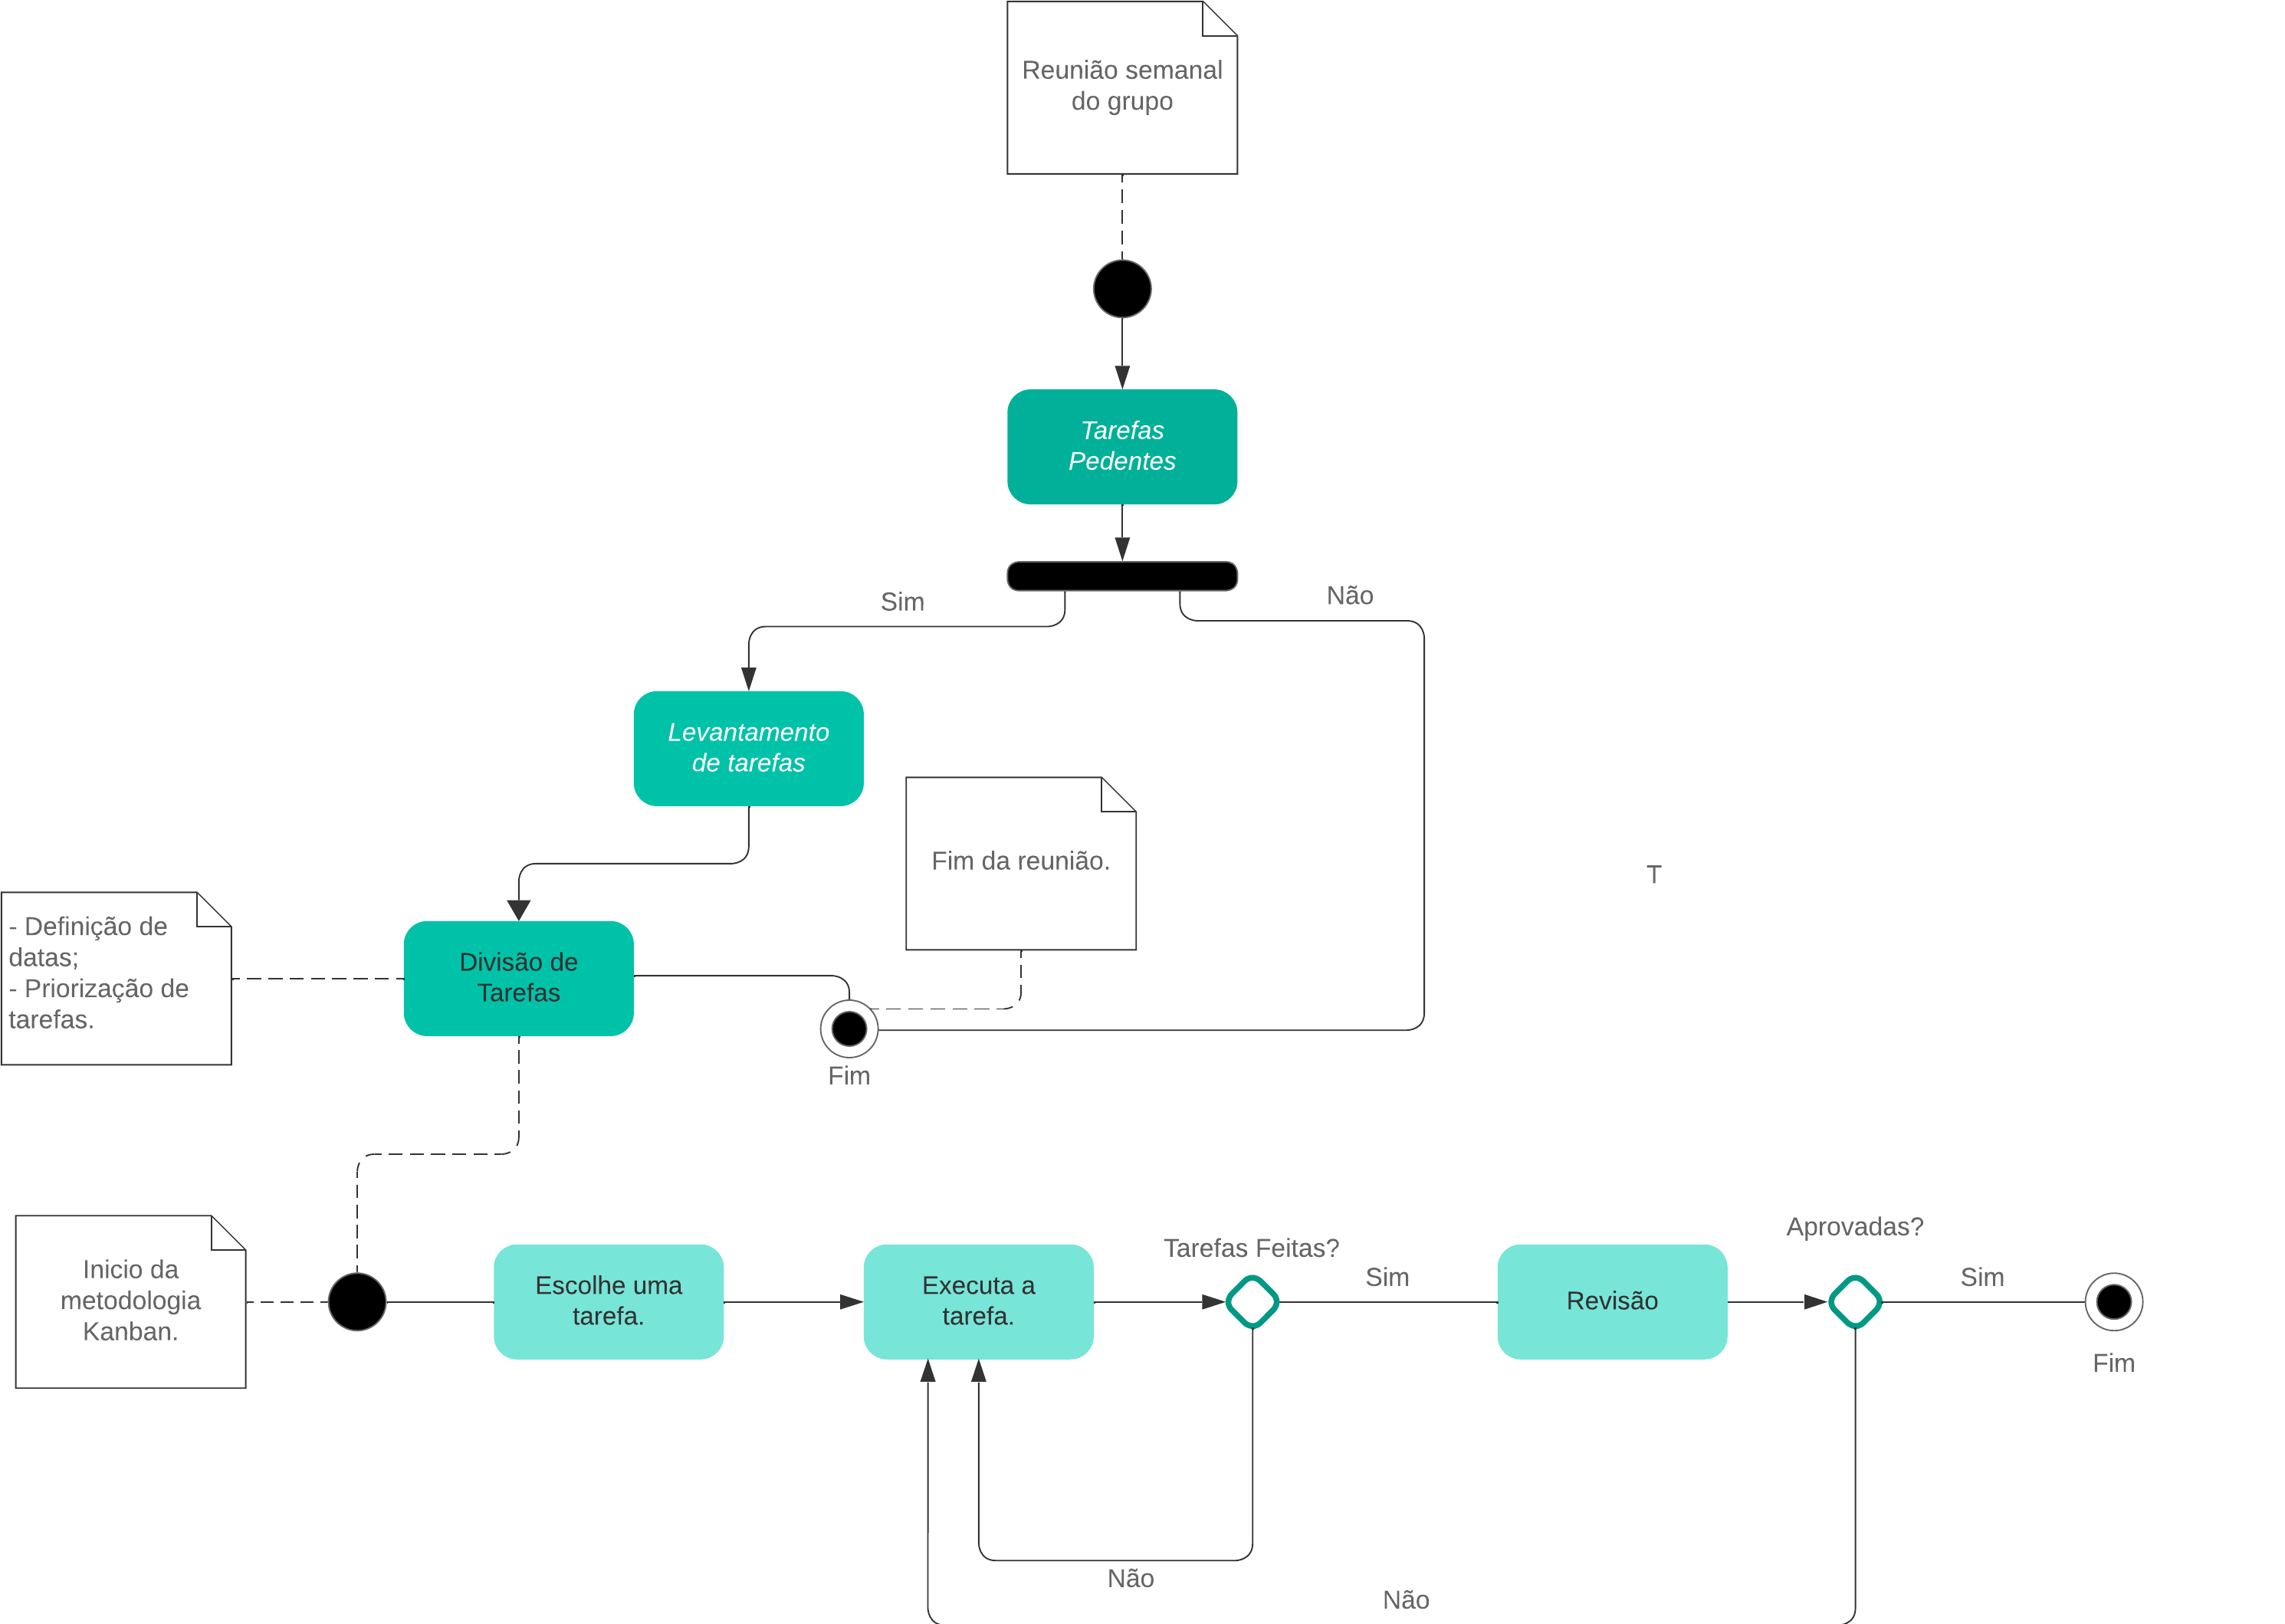 Reunião semanal
do grupo
Tarefas
Pedentes
Sim
Não
Levantamento
de tarefas
Fim da reunião.
T
- Definição de
datas;
- Priorização de
tarefas.
Divisão de
Tarefas
Fim
Inicio da
metodologia
Kanban.
Escolhe uma
tarefa.
Executa a
tarefa.
Tarefas Feitas?
Sim
Revisão
Aprovadas?
Sim
Fim
Não
Não